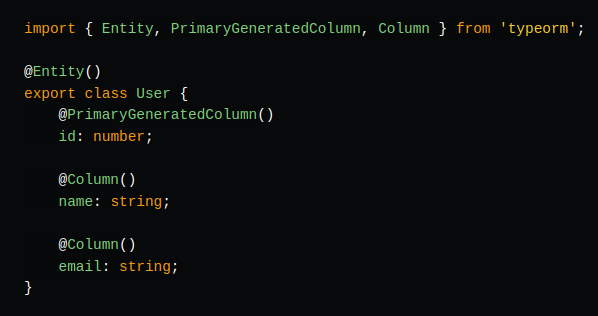 import { Entity, PrimaryGeneratedColumn, Column } from 'typeorm';

@Entity()
export class User {
    @PrimaryGeneratedColumn()
    id: number;

    @Column()
    name: string;

    @Column()
    email: string;
}